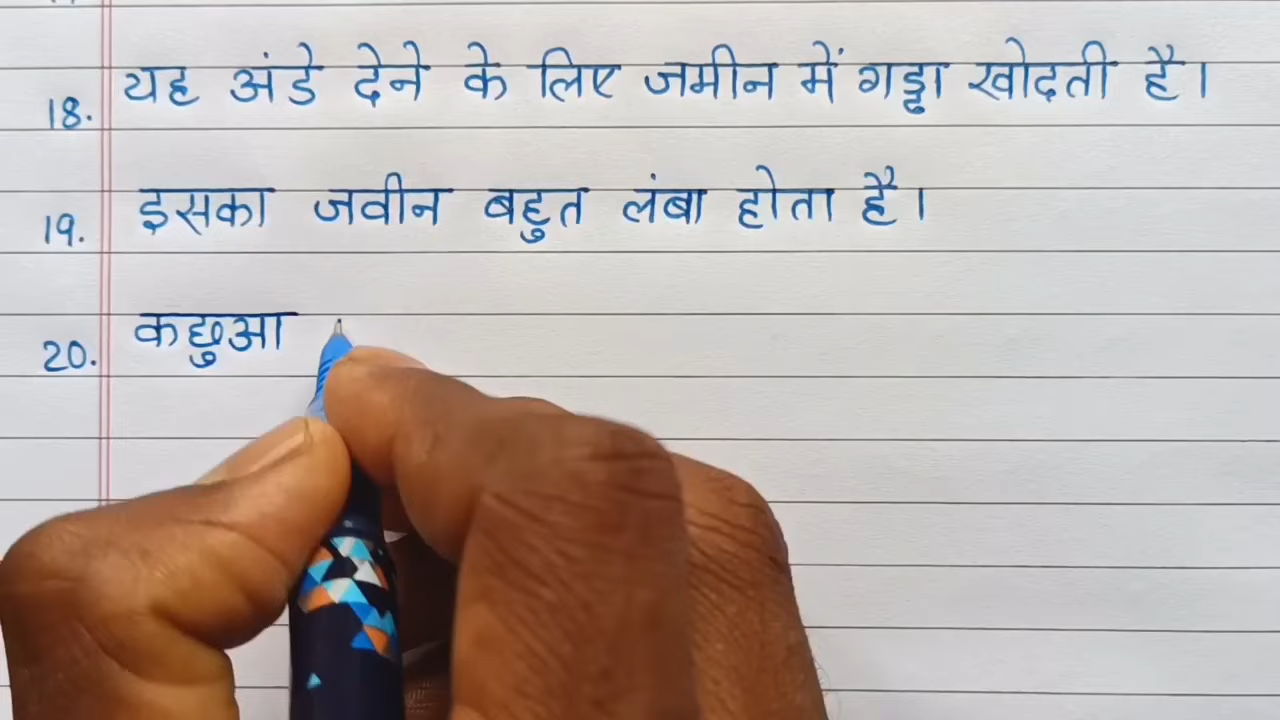 18. यह अंडे देने के लिए जमीन में गड्ढा खोदती है।
19. इसका जवीन बहुत लंबा होता है।
20. कछुआ